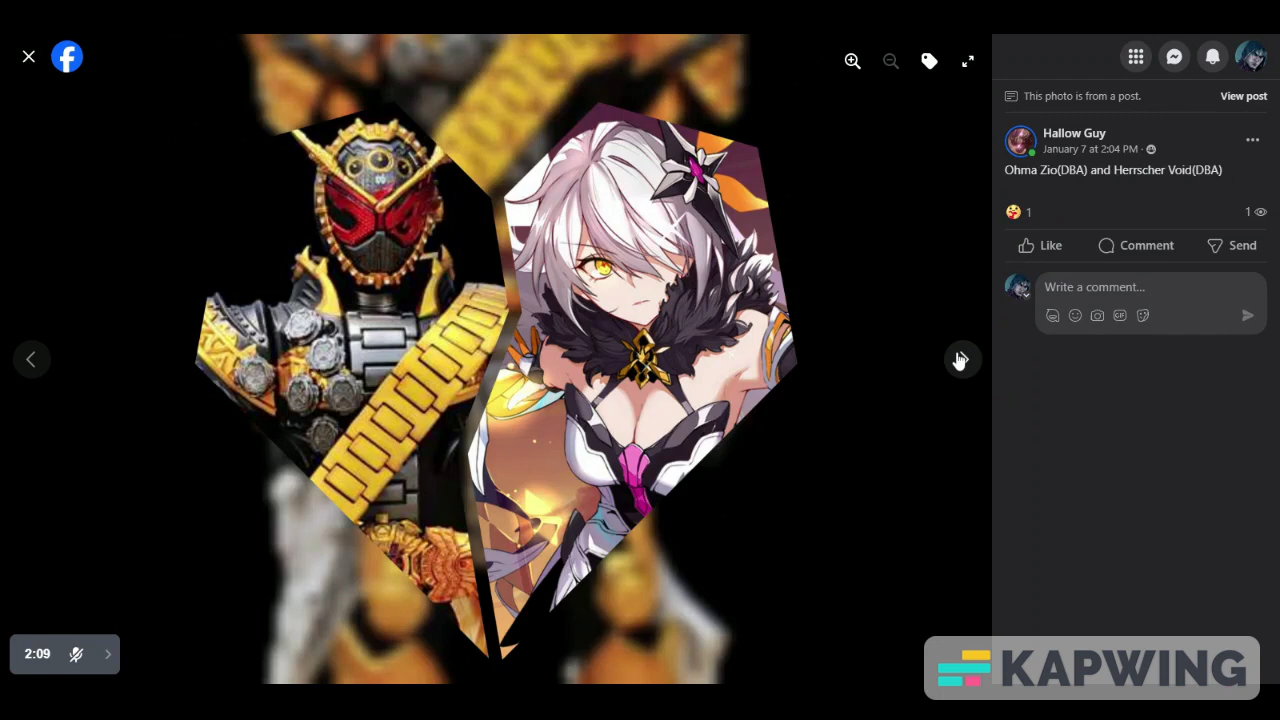 This photo is from a post.
View post
Hallow Guy
January 7 at 2:04 PM ·
Ohma Zio(DBA) and Herrscher Void(DBA)
1
1
Like
Comment
Send
Write a comment...
GIF
2:09
KAPWING